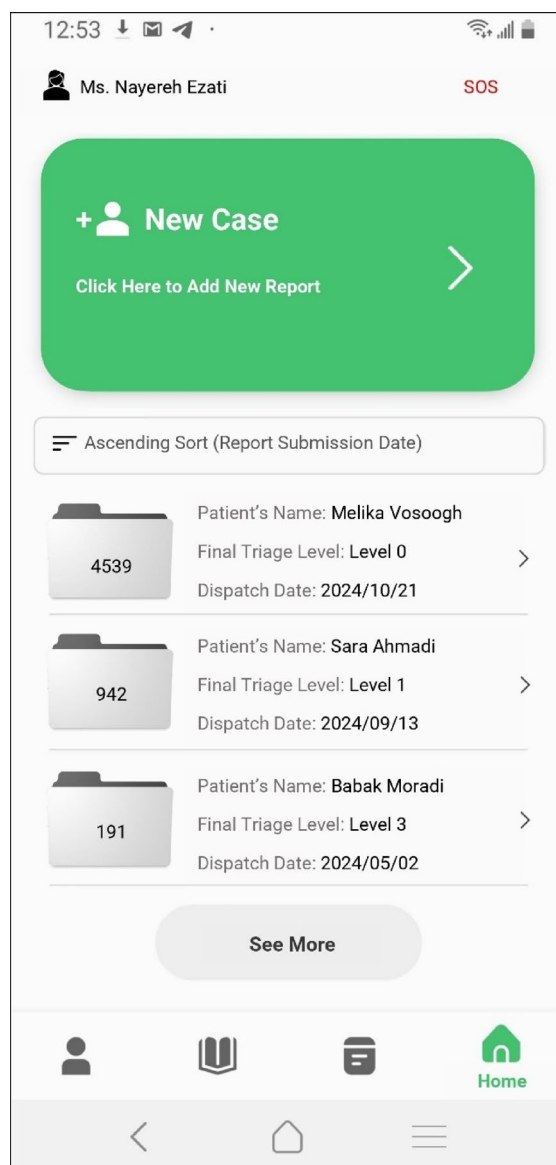 12:53
Ms. Nayereh Ezati
SOS
+ New Case
Click Here to Add New Report
Ascending Sort (Report Submission Date)
4539
Patient's Name: Melika Vosoogh
Final Triage Level: Level 0
Dispatch Date: 2024/10/21
942
Patient's Name: Sara Ahmadi
Final Triage Level: Level 1
Dispatch Date: 2024/09/13
191
Patient's Name: Babak Moradi
Final Triage Level: Level 3
Dispatch Date: 2024/05/02
See More
Home